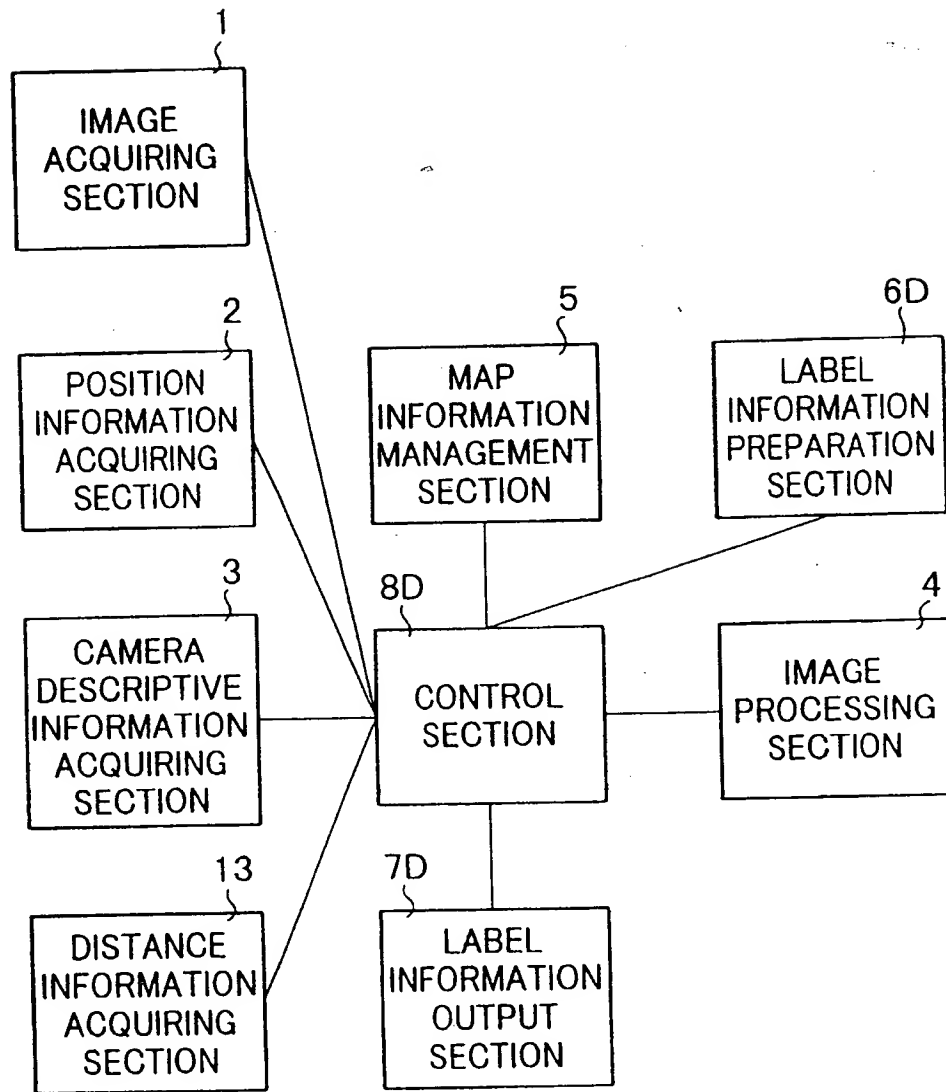 1
IMAGE
ACQUIRING
SECTION
2
POSITION
INFORMATION
ACQUIRING
SECTION
5
MAP
INFORMATION
MANAGEMENT
SECTION
6D
LABEL
INFORMATION
PREPARATION
SECTION
3
CAMERA
DESCRIPTIVE
INFORMATION
ACQUIRING
SECTION
8D
CONTROL
SECTION
4
IMAGE
PROCESSING
SECTION
13
DISTANCE
INFORMATION
ACQUIRING
SECTION
7D
LABEL
INFORMATION
OUTPUT
SECTION